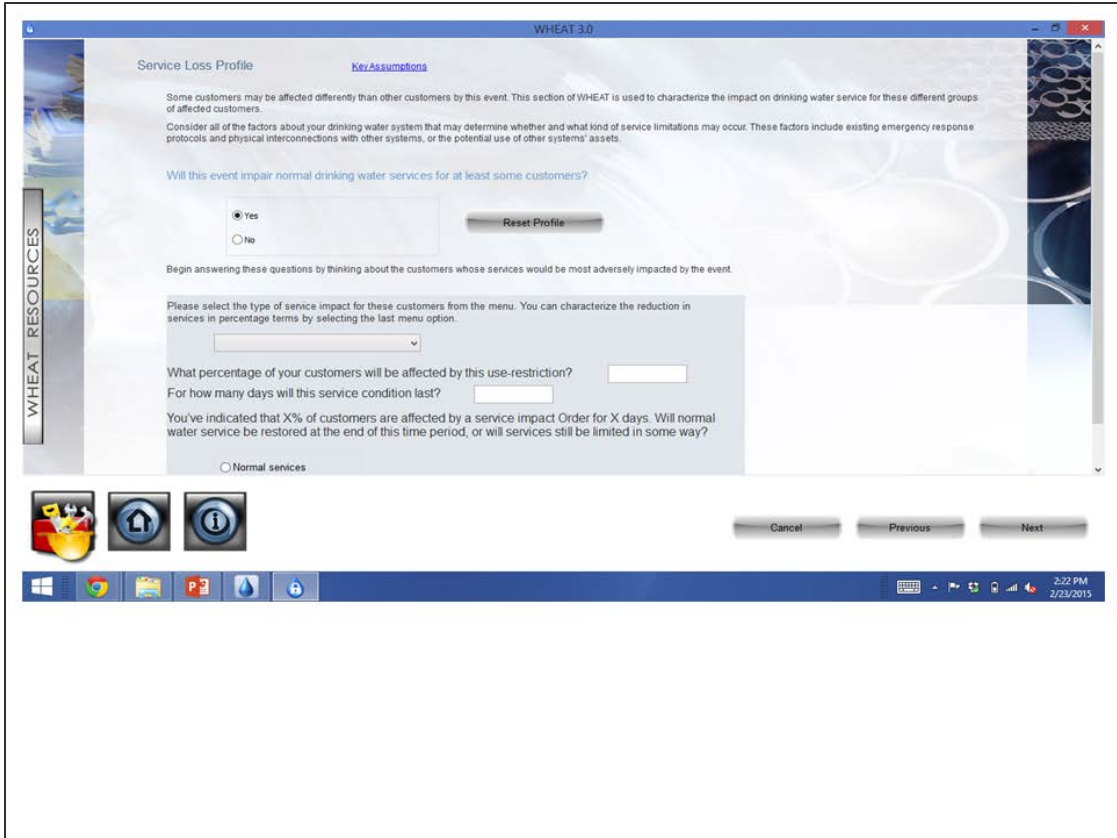 WHEAT 3.0
Service Loss Profile
Key Assumptions
Some customers may be affected differently than other customers by this event. This section of WHEAT is used to characterize the impact on drinking water service for these different groups
of affected customers.
Consider all of the factors about your drinking water system that may determine whether and what kind of service limitations may occur. These factors include existing emergency response
protocols and physical interconnections with other systems, or the potential use of other systems' assets.
Will this event impair normal drinking water services for at least some customers?
Yes
Reset Profile
No
WHEAT RESOURCES
Begin answering these questions by thinking about the customers whose services would be most adversely impacted by the event.
Please select the type of service impact for these customers from the menu. You can characterize the reduction in
services in percentage terms by selecting the last menu option.
What percentage of your customers will be affected by this use-restriction?
For how many days will this service condition last?
You've indicated that X% of customers are affected by a service impact Order for X days. Will normal
water service be restored at the end of this time period, or will services still be limited in some way?
Normal services
Cancel
Previous
Next
2:22 PM
2/23/2015